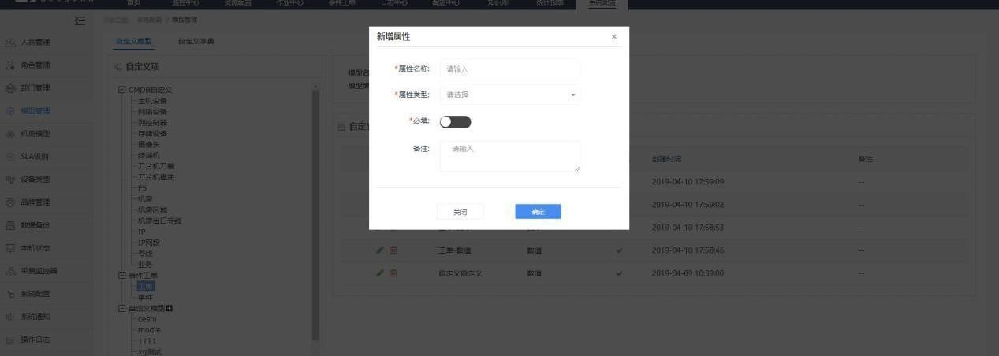 首页 监控中心 资源配置 作业中心 事件工单 日志中心 配置中心 知识库 统计报表 系统配置
当前位置: 系统配置 / 模型管理
人员管理
角色管理
部门管理
模型管理
机房模型
SLA级别
设备类型
品牌管理
数据备份
本机状态
采集监控器
系统配置
系统通知
操作日志
自定义模型 自定义字典
自定义项
CMDB自定义
主机设备
网络设备
列控制器
存储设备
摄像头
终端机
刀片机刀箱
刀片机模块
F5
机房
机房区域
机房出口专线
IP
IP网段
专线
业务
事件工单
工单
事件
自定义模型
ceshi
modle
1111
xg测试
模型名
模型类
自定义
创建时间 备注
2019-04-10 17:59:09 --
2019-04-10 17:59:02 --
2019-04-10 17:58:53 --
工单-数值 数值 2019-04-10 17:58:46 --
自定义自定义 数值 2019-04-09 10:39:00 --
新增属性 ×
*属性名称: 请输入
*属性类型: 请选择
*必填:
备注: 请输入
关闭 确定